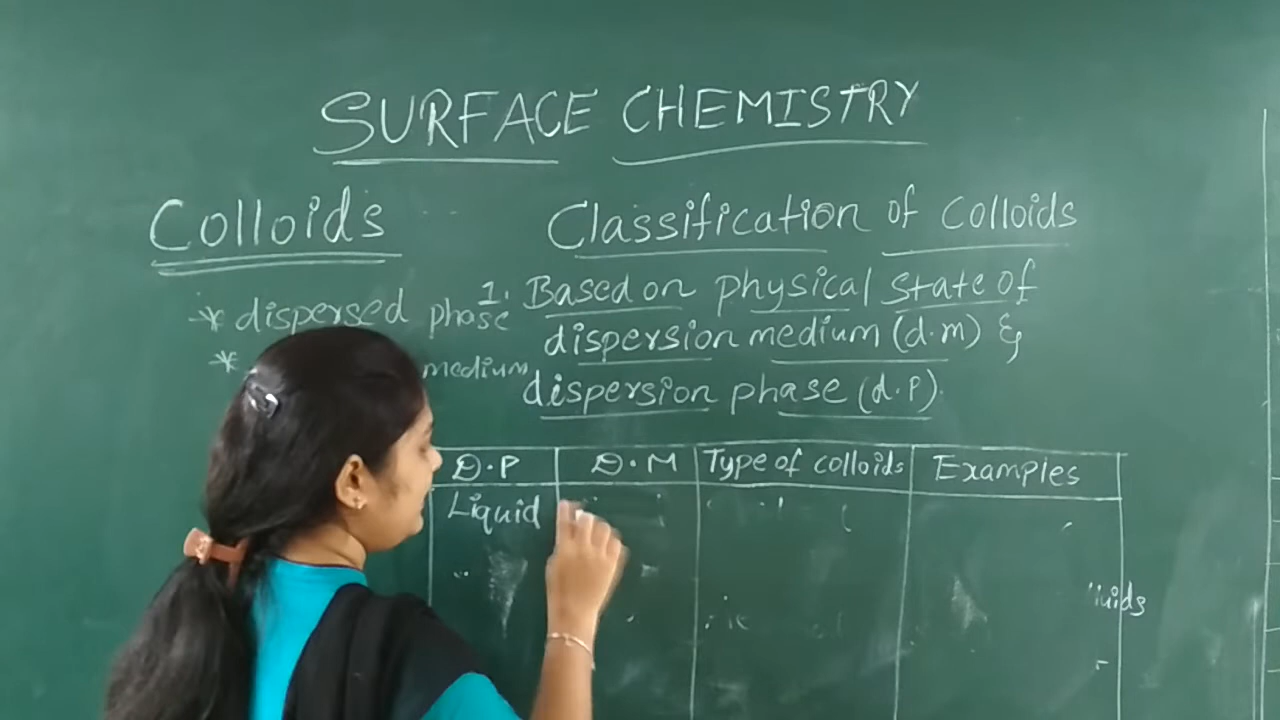 SURFACE CHEMISTRY
Colloids
* dispersed phase
* medium
Classification of Colloids
1. Based on physical state of
dispersion medium (d.m) &
dispersion phase (d.p).
D.P D.M Type of colloids Examples
Liquid